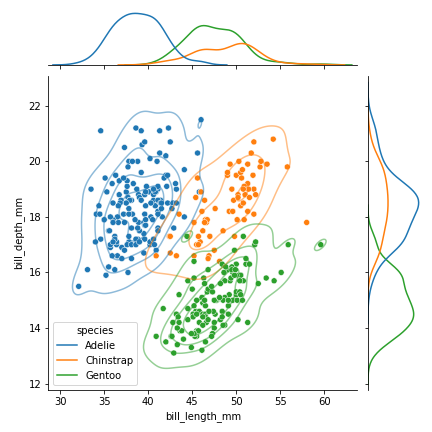 22
20
18
16
14
12
bill_depth_mm
species
Adelie
Chinstrap
Gentoo
30 35 40 45 50 55 60
bill_length_mm